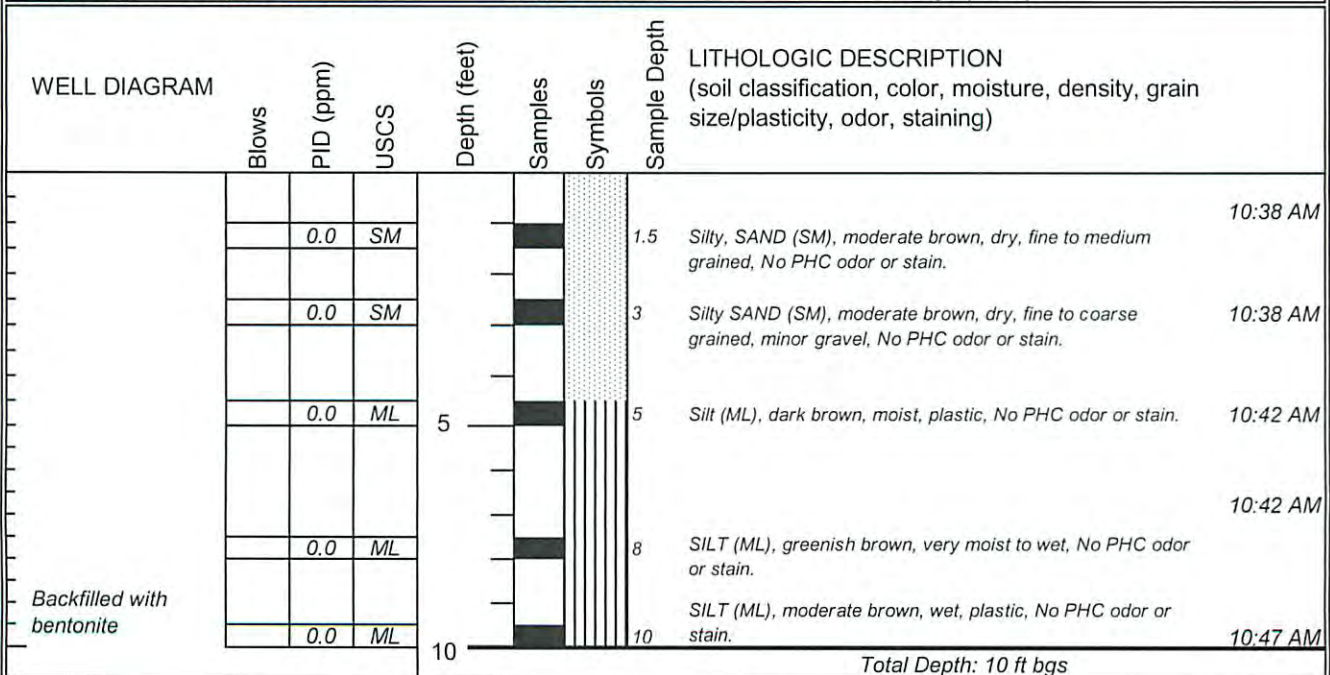 WELL DIAGRAM
Blows
PID (ppm)
USCS
Depth (feet)
Samples
Symbols
Sample Depth
LITHOLOGIC DESCRIPTION
(soil classification, color, moisture, density, grain
size/plasticity, odor, staining)
10:38 AM
0.0 SM 1.5 Silty, SAND (SM), moderate brown, dry, fine to medium
grained, No PHC odor or stain.
0.0 SM 3 Silty SAND (SM), moderate brown, dry, fine to coarse 10:38 AM
grained, minor gravel, No PHC odor or stain.
0.0 ML 5 5 Silt (ML), dark brown, moist, plastic, No PHC odor or stain. 10:42 AM
10:42 AM
0.0 ML 8 SILT (ML), greenish brown, very moist to wet, No PHC odor
or stain.
Backfilled with
bentonite
SILT (ML), moderate brown, wet, plastic, No PHC odor or
0.0 ML 10 10 stain. 10:47 AM
Total Depth: 10 ft bgs